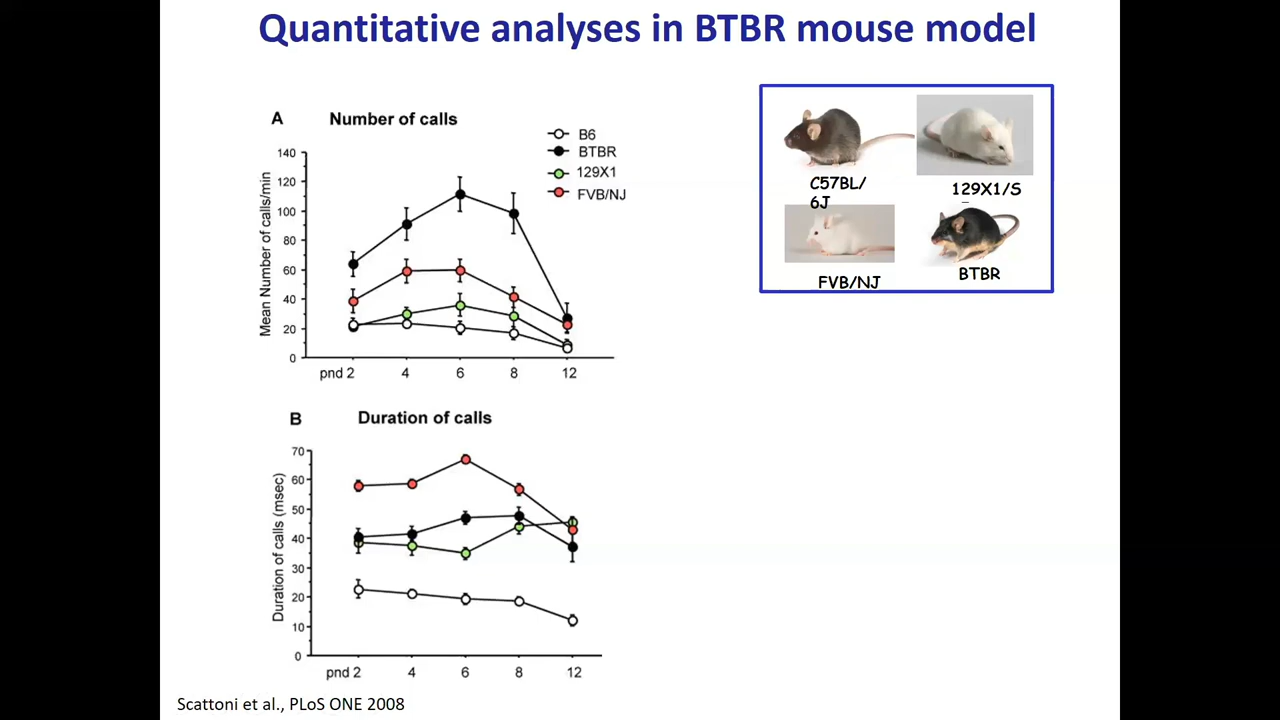 Quantitative analyses in BTBR mouse model
A
Number of calls
B6
BTBR
129X1
FVB/NJ
Mean Number of calls/min
140
120
100
80
60
40
20
0
pnd 2 4 6 8 12
B
Duration of calls
Duration of calls (msec)
70
60
50
40
30
20
10
0
pnd 2 4 6 8 12
C57BL/
6J
129X1/S
FVB/NJ
BTBR
Scattoni et al., PLoS ONE 2008